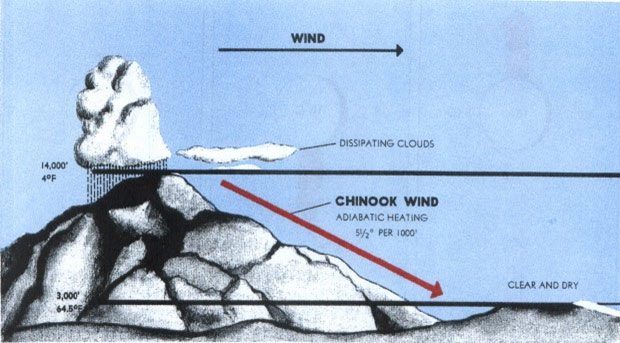 WIND
DISSIPATING CLOUDS
14,000'
4°F
CHINOOK WIND
ADIABATIC HEATING
5½° PER 1000'
CLEAR AND DRY
3,000'
64.5°F